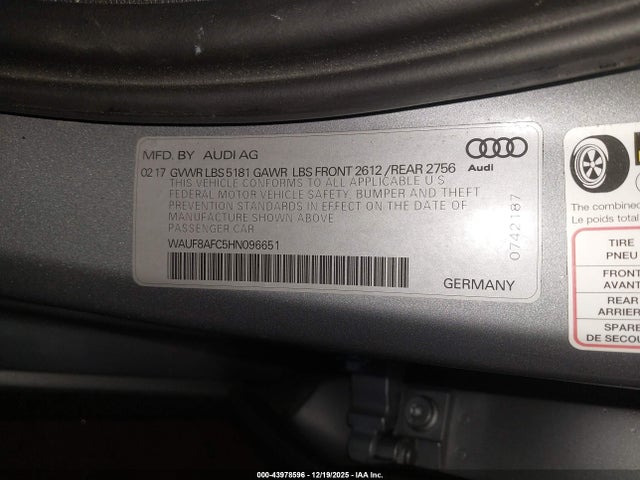 MFD. BY AUDI AG
Audi
02 17 GVWR LBS 5181 GAWR LBS FRONT 2612 /REAR 2756
THIS VEHICLE CONFORMS TO ALL APPLICABLE U S
FEDERAL MOTOR VEHICLE SAFETY, BUMPER AND THEFT
PREVENTION STANDARDS IN EFFECT ON THE DATE OF
MANUFACTURE SHOWN ABOVE
PASSENGER CAR
WAUF8AFC5HN096651
0742187
GERMANY
The combined
Le poids total
TIRE
PNEU
FRONT
AVANT
REAR
ARRIER
SPARE
DE SECOU
000-43978596 - 12/19/2025 - IAA, Inc.